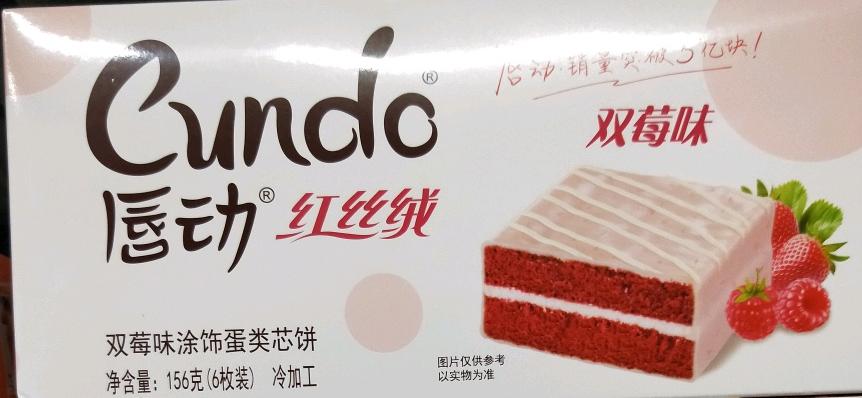 Cundo®
唇动·销量突破5亿块!
双莓味
唇动®红丝绒
双莓味涂饰蛋类芯饼
净含量:156克(6枚装) 冷加工
图片仅供参考
以实物为准